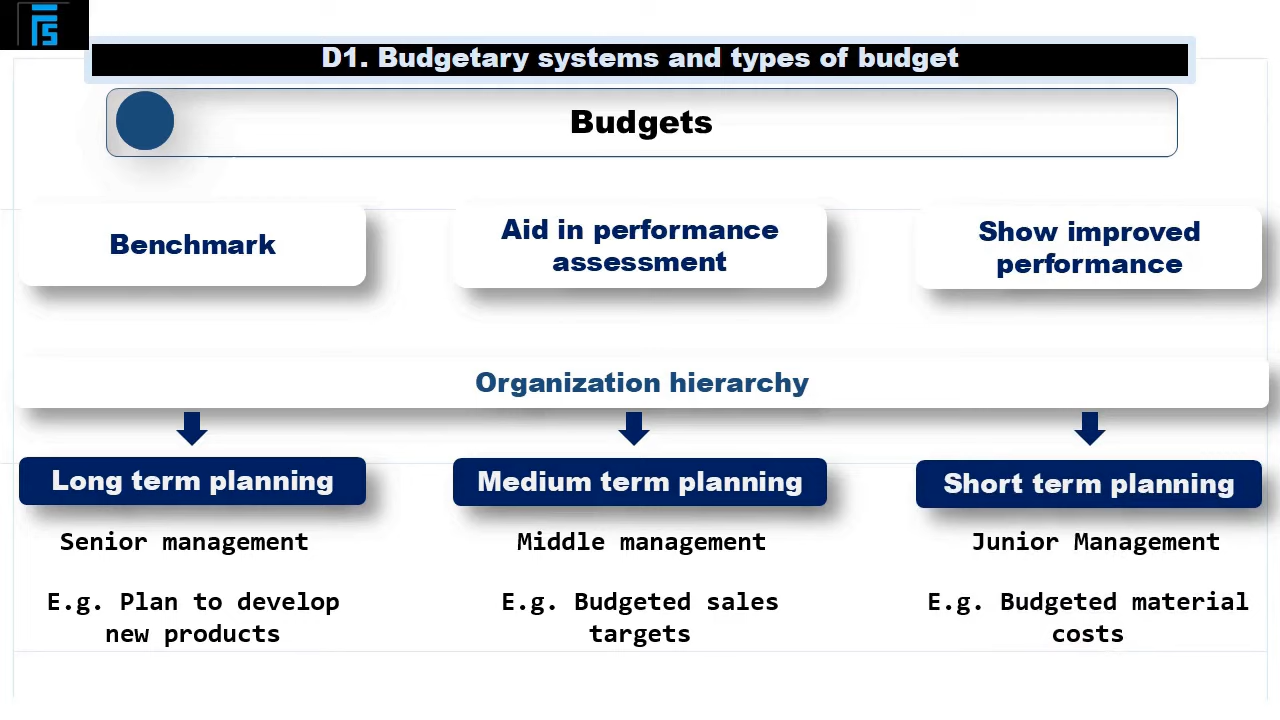 D1. Budgetary systems and types of budget
Budgets
Benchmark
Aid in performance
assessment
Show improved
performance
Organization hierarchy
Long term planning
Medium term planning
Short term planning
Senior management
Middle management
Junior Management
E.g. Plan to develop
new products
E.g. Budgeted sales
targets
E.g. Budgeted material
costs